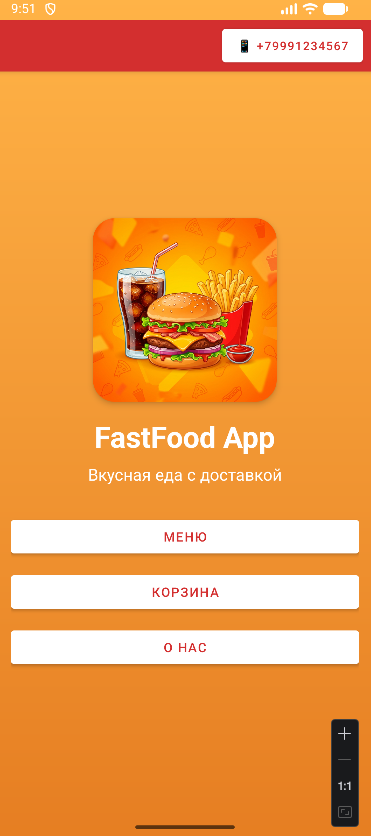 9:51
+79991234567
FastFood App
Вкусная еда с доставкой
МЕНЮ
КОРЗИНА
О НАС
1:1